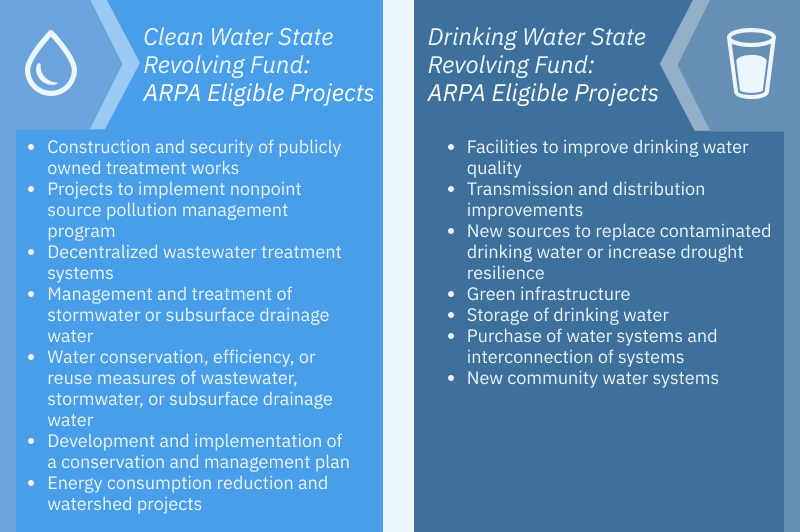 Clean Water State
Revolving Fund:
ARPA Eligible Projects
• Construction and security of publicly
owned treatment works
• Projects to implement nonpoint
source pollution management
program
• Decentralized wastewater treatment
systems
• Management and treatment of
stormwater or subsurface drainage
water
• Water conservation, efficiency, or
reuse measures of wastewater,
stormwater, or subsurface drainage
water
• Development and implementation of
a conservation and management plan
• Energy consumption reduction and
watershed projects
Drinking Water State
Revolving Fund:
ARPA Eligible Projects
• Facilities to improve drinking water
quality
• Transmission and distribution
improvements
• New sources to replace contaminated
drinking water or increase drought
resilience
• Green infrastructure
• Storage of drinking water
• Purchase of water systems and
interconnection of systems
• New community water systems